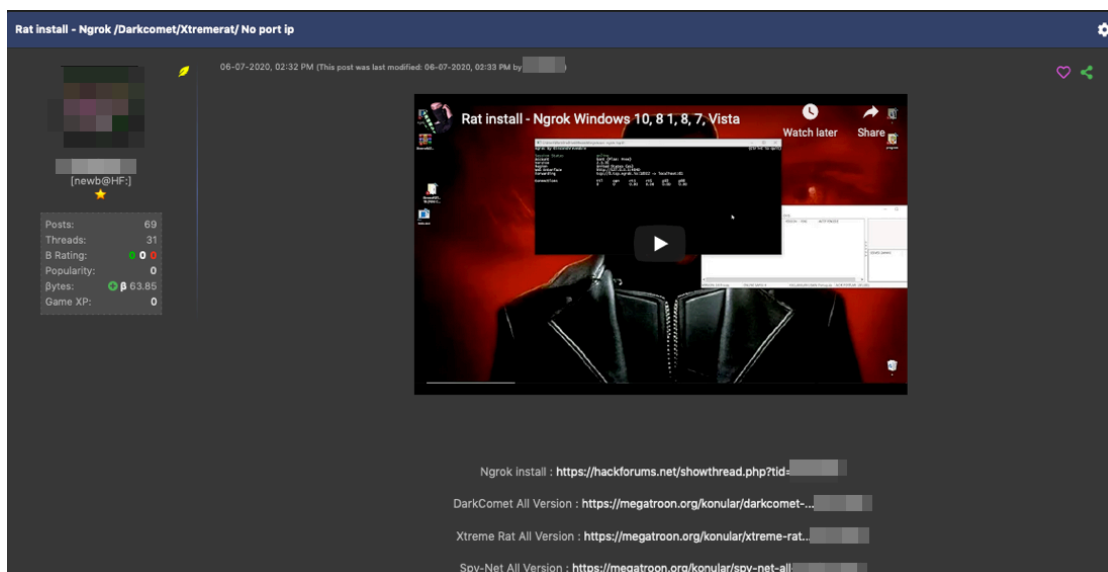 Rat install - Ngrok /Darkcomet/Xtremerat/ No port ip
06-07-2020, 02:32 PM (This post was last modified: 06-07-2020, 02:33 PM by
[newb@HF:]
Posts: 69
Threads: 31
B Rating: 0 0 0
Popularity: 0
βytes: β 63.85
Game XP: 0
Rat install - Ngrok Windows 10, 8 1, 8, 7, Vista
Watch later
Share
Ngrok install : https://hackforums.net/showthread.php?tid=
DarkComet All Version : https://megatroon.org/konular/darkcomet-...
Xtreme Rat All Version : https://megatroon.org/konular/xtreme-rat..
Spy-Net All Version : https://megatroon.org/konular/spy-net-all-